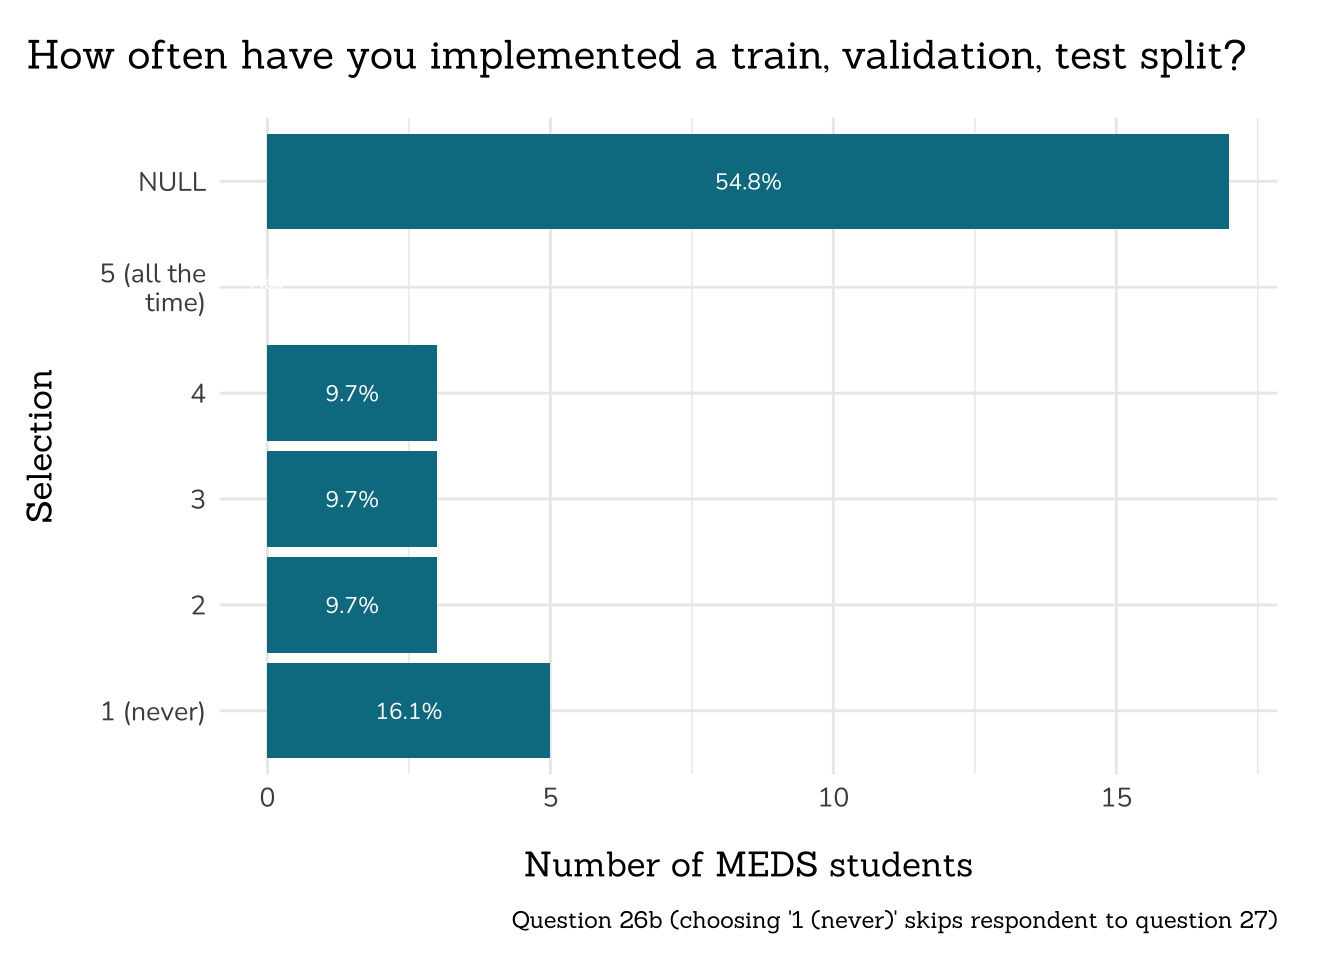 How often have you implemented a train, validation, test split?
NULL
54.8%
5 (all the
time)
4
9.7%
3
9.7%
2
9.7%
1 (never)
16.1%
Selection
0
5
10
15
Number of MEDS students
Question 26b (choosing '1 (never)' skips respondent to question 27)